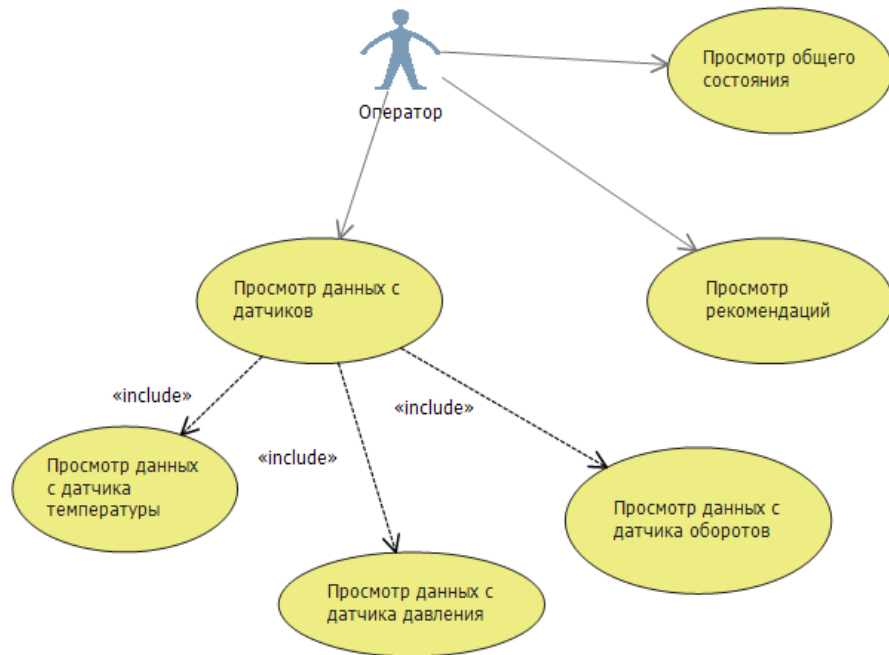 Просмотр общего
состояния
Оператор
Просмотр данных с
датчиков
Просмотр
рекомендаций
«include»
«include»
«include»
Просмотр данных
с датчика
температуры
Просмотр данных с
датчика оборотов
Просмотр данных с
датчика давления